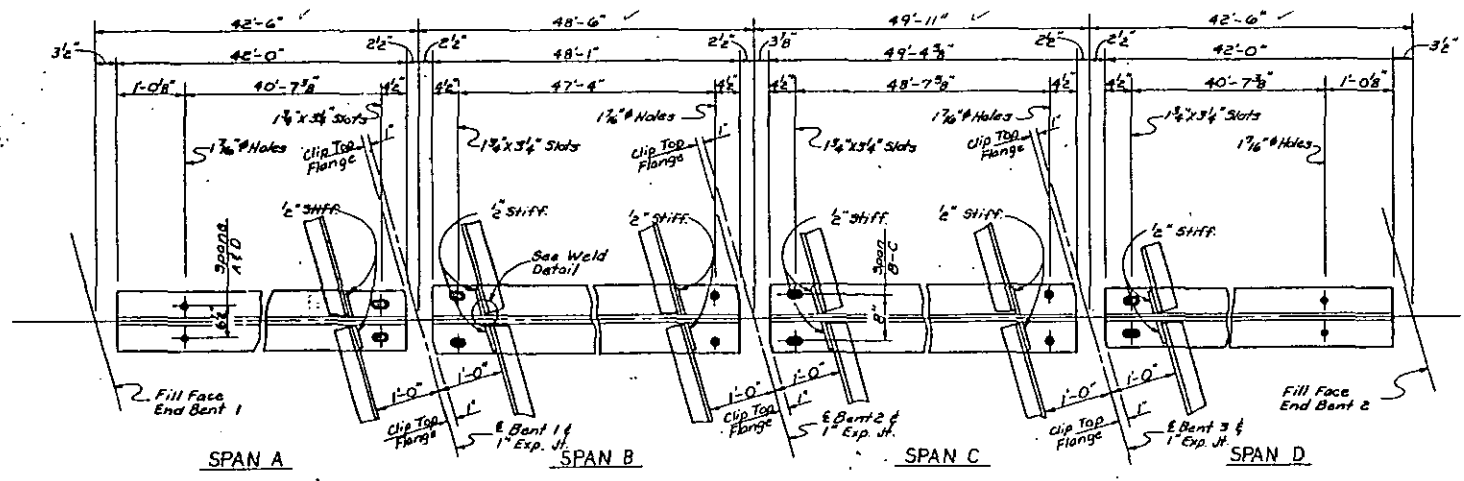 42'-6" 48'-6" 49'-11" 42'-6"
3½" 42'-0" 2½" 2½" 48'-1" 2½" 3⅛" 49'-4⅝" 2½" 2½" 42'-0" 3½"
1'-0⅛" 40'-7⅜" 4½" 4½" 47'-4" 4½" 4½" 48'-7⅝" 4½" 4½" 40'-7⅜" 1'-0⅛"
1¾"x3¼" Slots 1⁷⁄₁₆"ø Holes 1⁷⁄₁₆"ø Holes 1¾"x3¼" Slots
1" 1" 1"
1⁷⁄₁₆"ø Holes Clip Top 1¾"x3¼" Slots Clip Top 1¾"x3¼" Slots Clip Top 1⁷⁄₁₆"ø Holes
Flange Flange Flange
½" Stiff. ½" Stiff. ½" Stiff. ½" Stiff. ½" Stiff. ½" Stiff.
Spans
A & D
See Weld
Detail
Span
B-C
6½" 8"
1'-0" 1'-0" 1'-0" 1'-0" 1'-0" 1'-0"
Fill Face
End Bent 1
Clip Top
Flange
1"
Clip Top
Flange
1"
Clip Top
Flange
1"
Fill Face
End Bent 2
℄ Bent 1 &
1" Exp. Jt.
℄ Bent 2 &
1" Exp. Jt.
℄ Bent 3 &
1" Exp. Jt.
SPAN A SPAN B SPAN C SPAN D